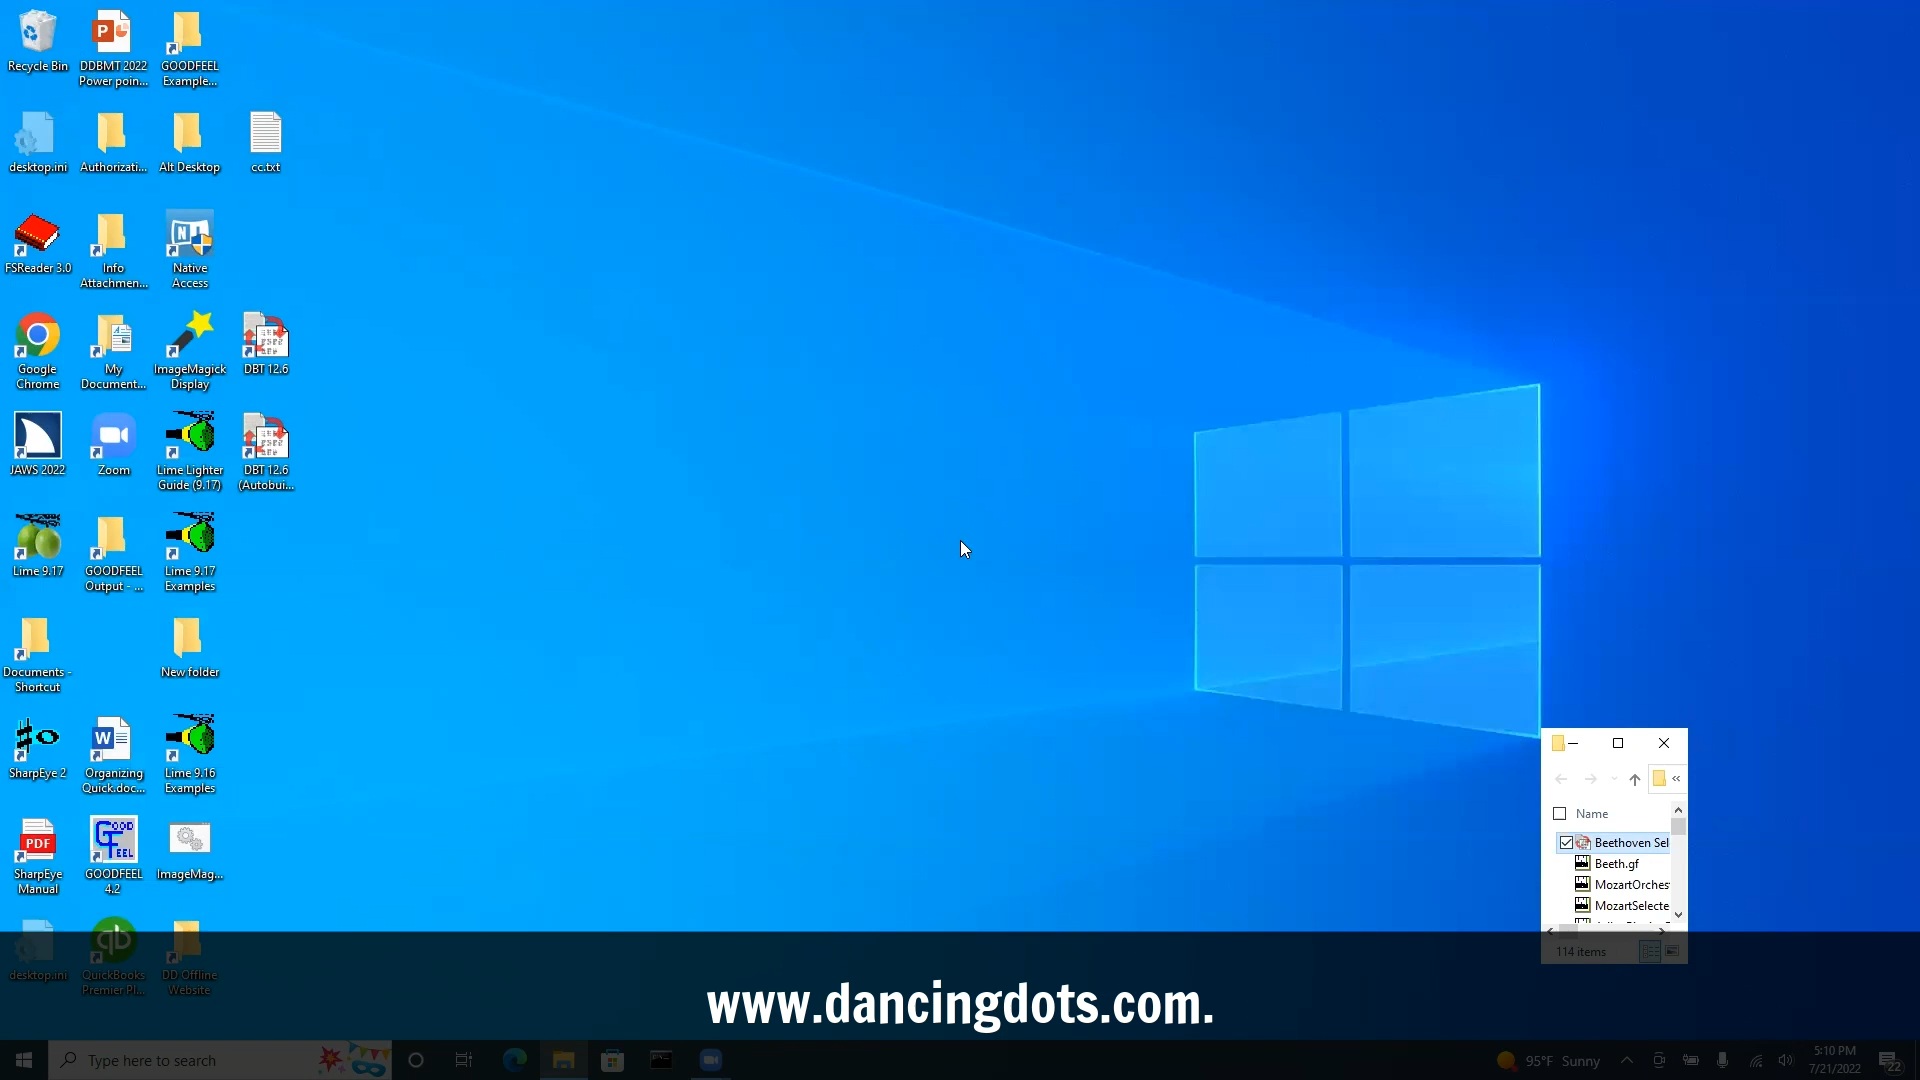 Recycle Bin
DDBMT 2022
Power poin...
GOODFEEL
Example...
desktop.ini
Authorizati...
Alt Desktop
cc.txt
FSReader 3.0
Info
Attachmen...
Native
Access
Google
Chrome
My
Document...
ImageMagick
Display
DBT 12.6
JAWS 2022
Zoom
Lime Lighter
Guide (9.17)
DBT 12.6
(Autobui...
Lime 9.17
GOODFEEL
Output - ...
Lime 9.17
Examples
Documents -
Shortcut
New folder
SharpEye 2
Organizing
Quick.doc...
Lime 9.16
Examples
PDF
SharpEye
Manual
GOOD
FEEL
GOODFEEL
4.2
ImageMag...
desktop.ini
QuickBooks
Premier Pl...
DD Offline
Website
Name
Beethoven Sel
Beeth.gf
MozartOrches
MozartSelecte
114 items
www.dancingdots.com.
Type here to search
95°F Sunny
5:10 PM
7/21/2022
22